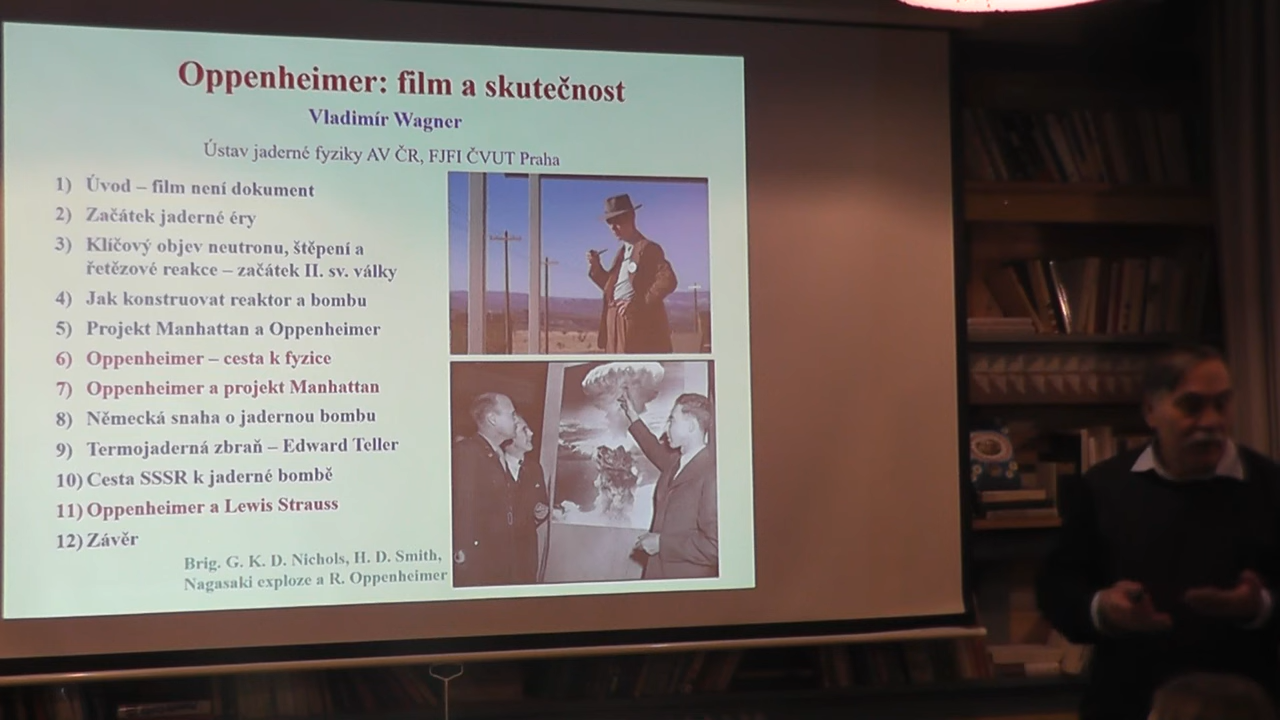 Oppenheimer: film a skutečnost
Vladimír Wagner
Ústav jaderné fyziky AV ČR, FJFI ČVUT Praha
1) Úvod – film není dokument
2) Začátek jaderné éry
3) Klíčový objev neutronu, štěpení a
řetězové reakce – začátek II. sv. války
4) Jak konstruovat reaktor a bombu
5) Projekt Manhattan a Oppenheimer
6) Oppenheimer – cesta k fyzice
7) Oppenheimer a projekt Manhattan
8) Německá snaha o jadernou bombu
9) Termojaderná zbraň – Edward Teller
10) Cesta SSSR k jaderné bombě
11) Oppenheimer a Lewis Strauss
12) Závěr
Brig. G. K. D. Nichols, H. D. Smith,
Nagasaki exploze a R. Oppenheimer